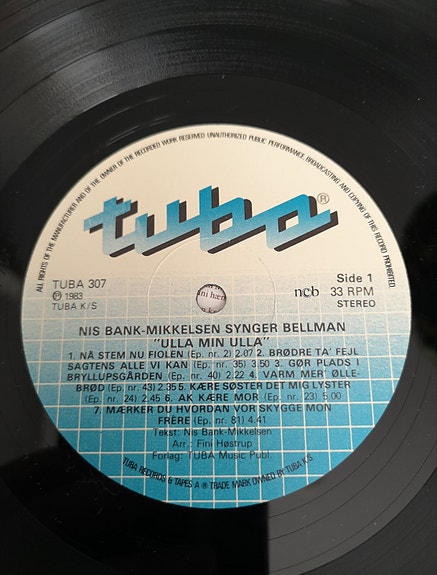 ALL RIGHTS OF THE MANUFACTURER AND OF THE OWNER OF THE RECORDED WORK RESERVED UNAUTHORIZED PUBLIC PERFORMANCE, BROADCASTING AND COPYING OF THIS RECORD PROHIBITED
tuba®
TUBA 307
℗ 1983
TUBA K/S
ini hæn
ncb
Side 1
33 RPM
STEREO
NIS BANK-MIKKELSEN SYNGER BELLMAN
"ULLA MIN ULLA"
1. NÅ STEM NU FIOLEN (Ep. nr. 2) 2.07 2. BRØDRE TA' FEJL
SAGTENS ALLE VI KAN (Ep. nr. 35) 3.50 3. GØR PLADS I
BRYLLUPSGÅRDEN (Ep. nr. 40) 2.22 4. VARM MER' ØLLE-
BRØD (Ep. nr. 43) 2.35 5. KÆRE SØSTER DET MIG LYSTER
(Ep. nr. 24) 2.45 6. AK KÆRE MOR (Ep. nr. 23) 5.00
7. MÆRKER DU HVORDAN VOR SKYGGE MON
FRÈRE (Ep. nr. 81) 4.41
Tekst: Nis Bank-Mikkelsen
Arr.: Fini Høstrup
Forlag: TUBA Music Publ.
TUBA RECORDS & TAPES A ® TRADE MARK OWNED BY TUBA K/S